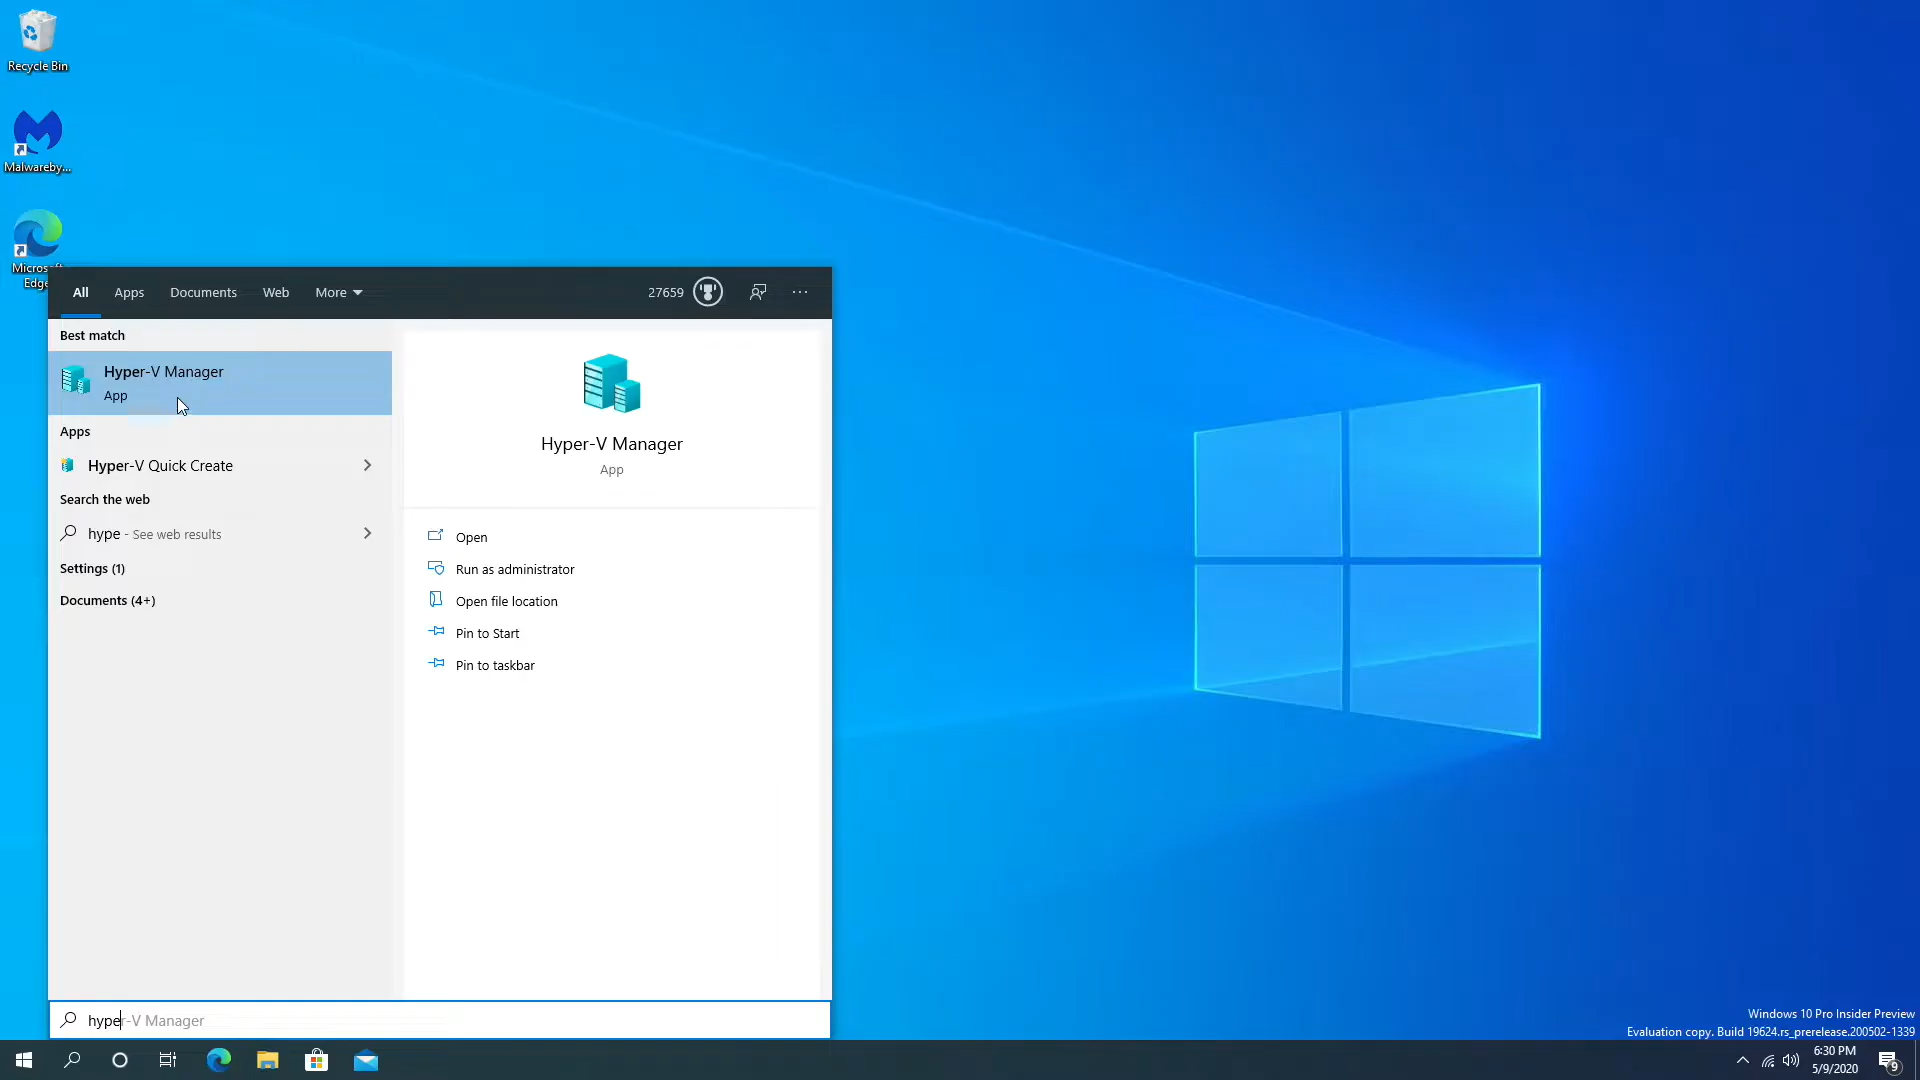 Recycle Bin
Malwareby...
Microsoft
Edge
All
Apps
Documents
Web
More
27659
Best match
Hyper-V Manager
App
Apps
Hyper-V Quick Create
Search the web
hype - See web results
Settings (1)
Documents (4+)
Hyper-V Manager
App
Open
Run as administrator
Open file location
Pin to Start
Pin to taskbar
hyper-V Manager
Windows 10 Pro Insider Preview
Evaluation copy. Build 19624.rs_prerelease.200502-1339
6:30 PM
5/9/2020
9